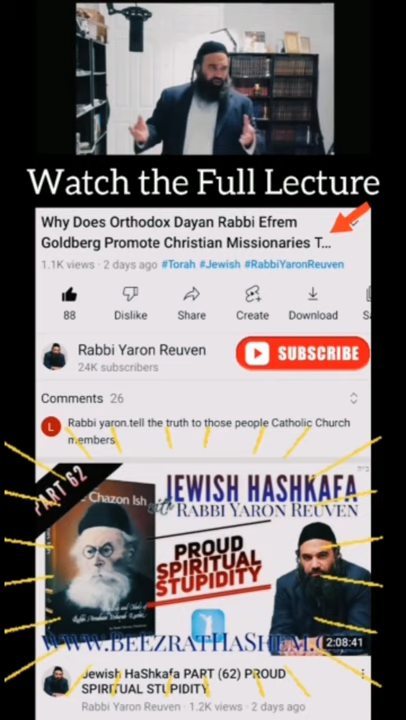 Watch the Full Lecture
Why Does Orthodox Dayan Rabbi Efrem
Goldberg Promote Christian Missionaries T...
1.1K views · 2 days ago #Torah #Jewish #RabbiYaronReuven
88
Dislike
Share
Create
Download
Sa
Rabbi Yaron Reuven
24K subscribers
SUBSCRIBE
Comments 26
L
Rabbi yaron.tell the truth to those people Catholic Church
members
PART 62
e Chazon Ish
JEWISH HASHKAFA
with RABBI YARON REUVEN
PROUD
SPIRITUAL
STUPIDITY
WWW.BEEZRATHASHEM.
2:08:41
Jewish HaShkafa PART (62) PROUD
SPIRITUAL STUPIDITY
Rabbi Yaron Reuven · 1.2K views · 2 days ago